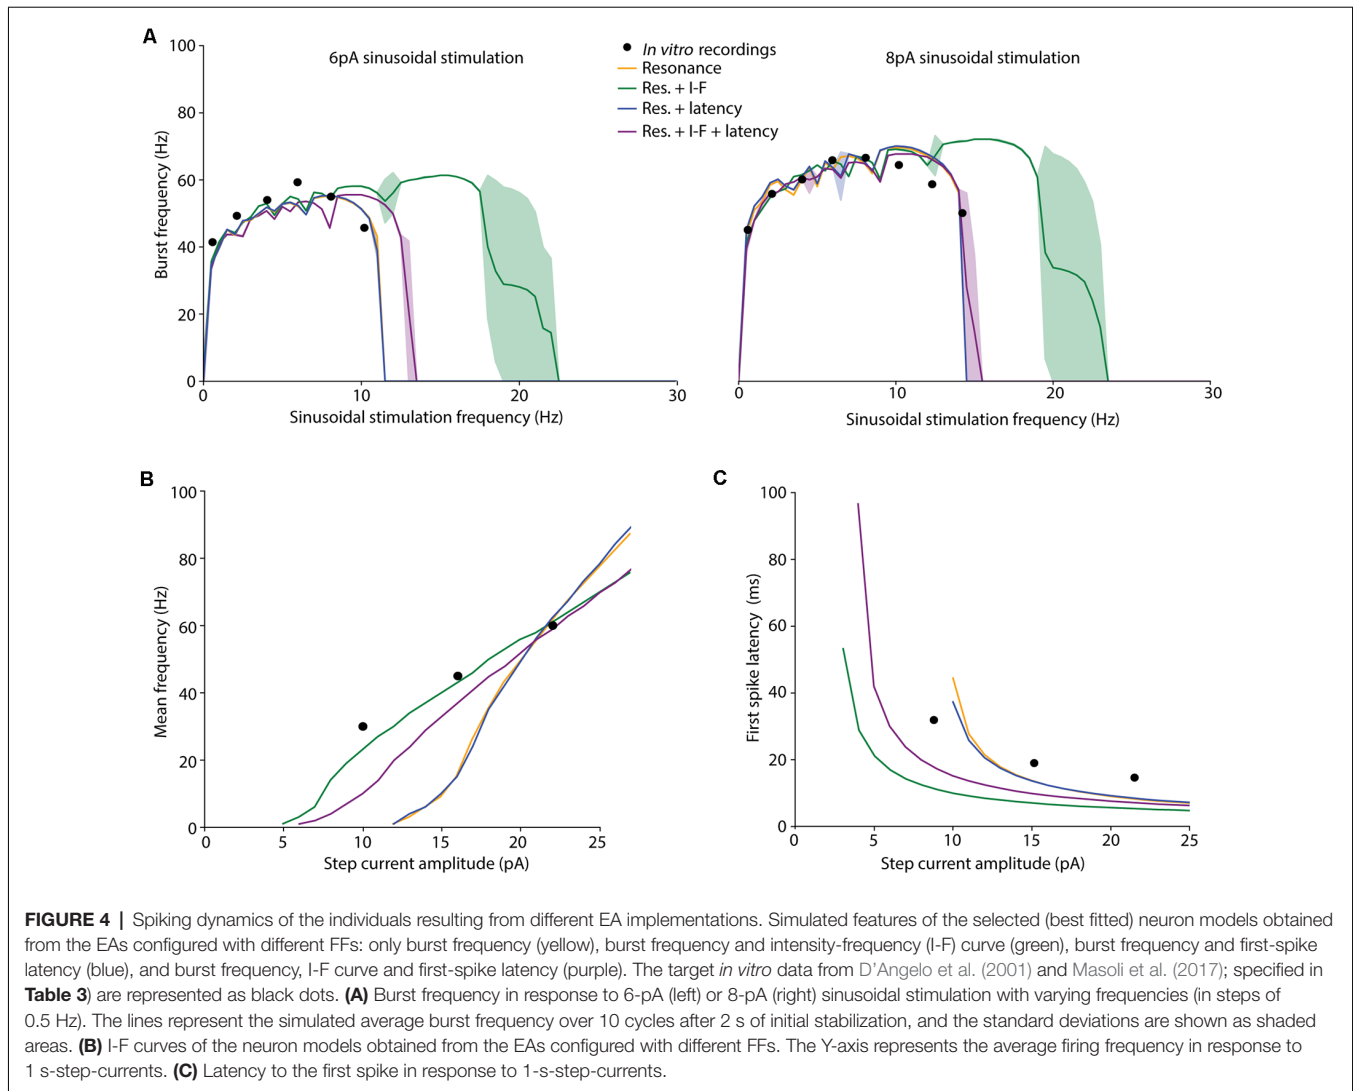 A
100
80
60
40
20
0
Burst frequency (Hz)
6pA sinusoidal stimulation
0 10 20 30
Sinusoidal stimulation frequency (Hz)
In vitro recordings
Resonance
Res. + I-F
Res. + latency
Res. + I-F + latency
8pA sinusoidal stimulation
0 10 20 30
Sinusoidal stimulation frequency (Hz)
B
100
80
60
40
20
0
Mean frequency (Hz)
0 5 10 15 20 25
Step current amplitude (pA)
C
100
80
60
40
20
0
First spike latency (ms)
0 5 10 15 20 25
Step current amplitude (pA)
FIGURE 4 | Spiking dynamics of the individuals resulting from different EA implementations. Simulated features of the selected (best fitted) neuron models obtained
from the EAs configured with different FFs: only burst frequency (yellow), burst frequency and intensity-frequency (I-F) curve (green), burst frequency and first-spike
latency (blue), and burst frequency, I-F curve and first-spike latency (purple). The target in vitro data from D'Angelo et al. (2001) and Masoli et al. (2017); specified in
Table 3) are represented as black dots. (A) Burst frequency in response to 6-pA (left) or 8-pA (right) sinusoidal stimulation with varying frequencies (in steps of
0.5 Hz). The lines represent the simulated average burst frequency over 10 cycles after 2 s of initial stabilization, and the standard deviations are shown as shaded
areas. (B) I-F curves of the neuron models obtained from the EAs configured with different FFs. The Y-axis represents the average firing frequency in response to
1 s-step-currents. (C) Latency to the first spike in response to 1-s-step-currents.